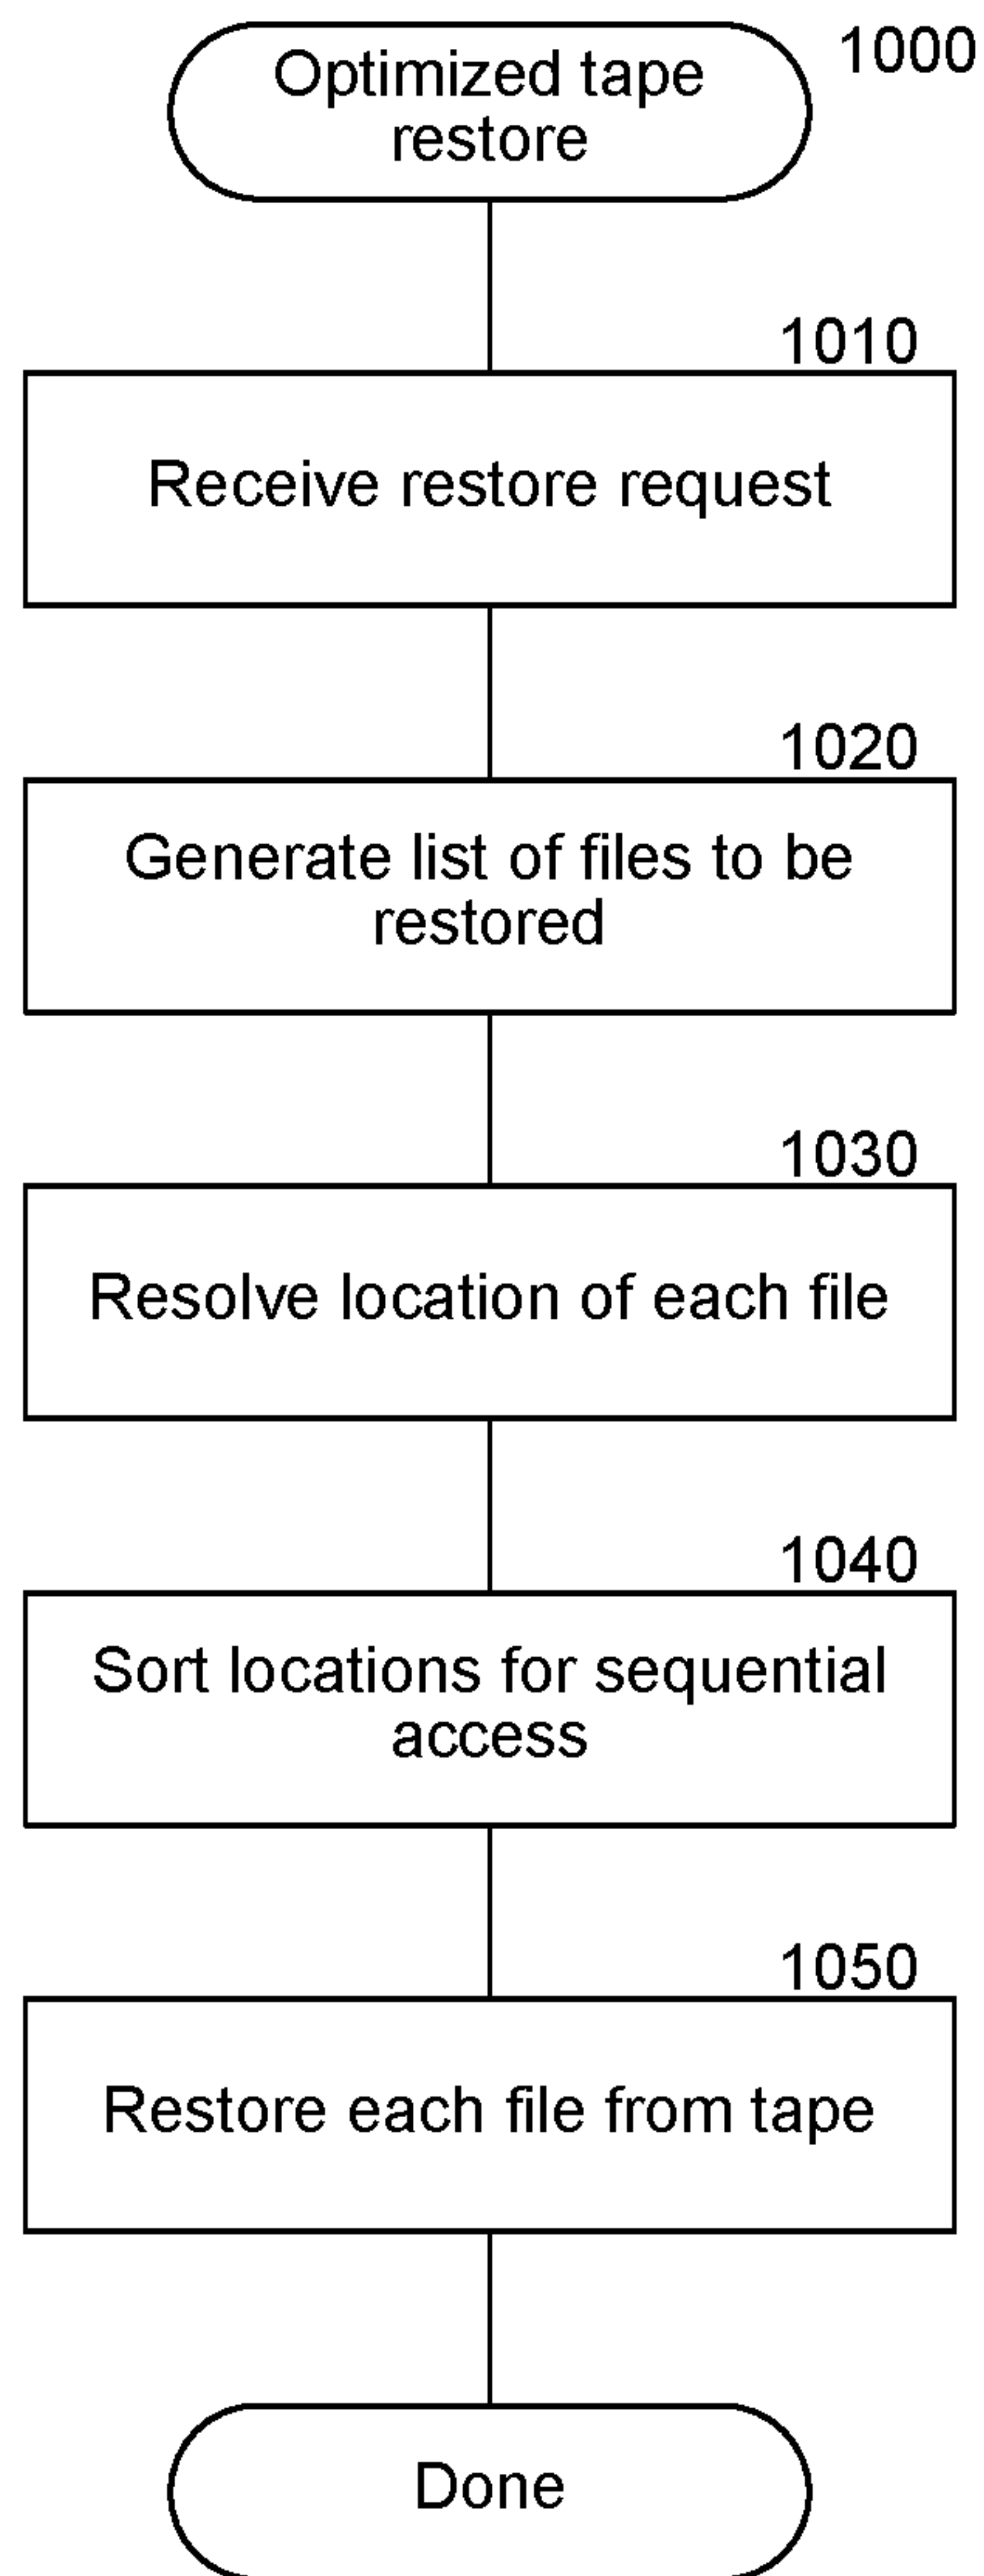 Optimized tape
restore
1000
1010
Receive restore request
1020
Generate list of files to be
restored
1030
Resolve location of each file
1040
Sort locations for sequential
access
1050
Restore each file from tape
Done